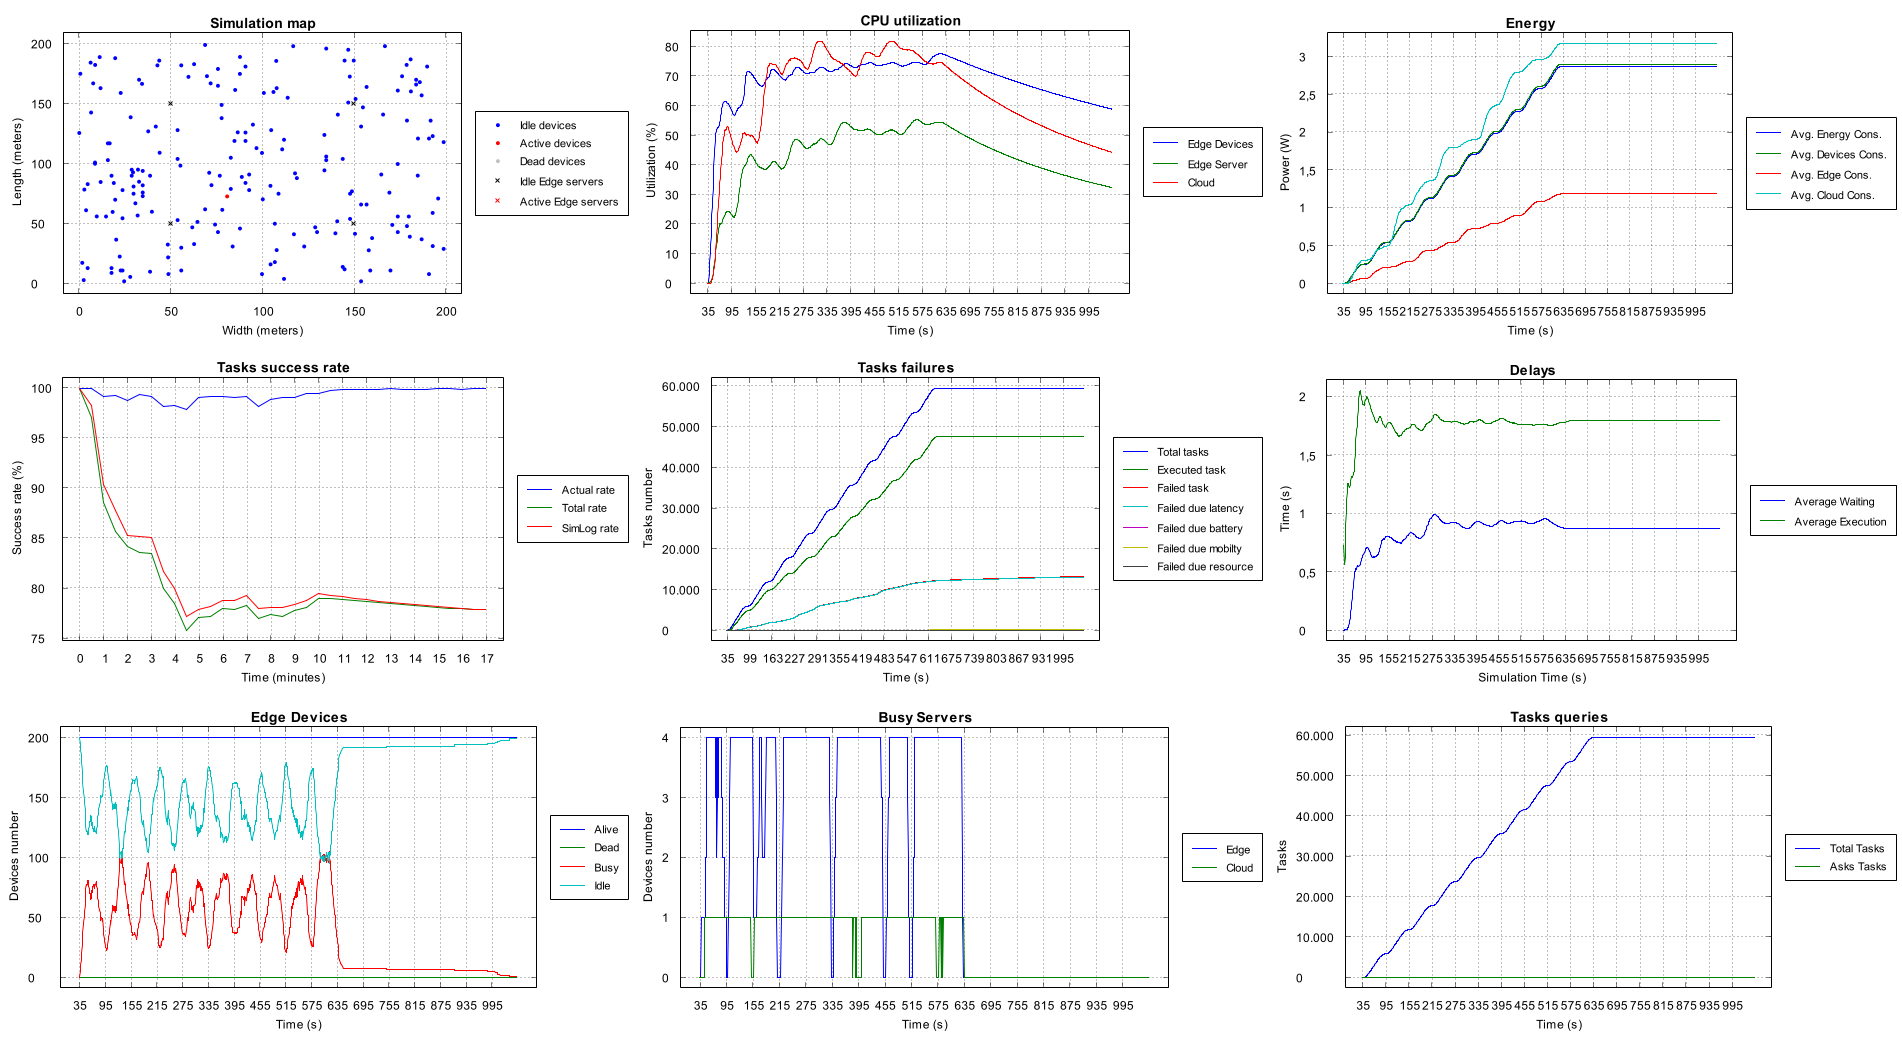 Simulation map
200
150
100
50
0
0 50 100 150 200
Length (meters)
Width (meters)
Idle devices
Active devices
Dead devices
Idle Edge servers
Active Edge servers
CPU utilization
80
70
60
50
40
30
20
10
0
35 95 155 215 275 335 395 455 515 575 635 695 755 815 875 935 995
Utilization (%)
Time (s)
Edge Devices
Edge Server
Cloud
Energy
3
2,5
2
1,5
1
0,5
0
35 95 155 215 275 335 395 455 515 575 635 695 755 815 875 935 995
Power (W)
Time (s)
Avg. Energy Cons.
Avg. Devices Cons.
Avg. Edge Cons.
Avg. Cloud Cons.
Tasks success rate
100
95
90
85
80
75
0 1 2 3 4 5 6 7 8 9 10 11 12 13 14 15 16 17
Success rate (%)
Time (minutes)
Actual rate
Total rate
SimLog rate
Tasks failures
60.000
50.000
40.000
30.000
20.000
10.000
0
35 99 163 227 291 355 419 483 547 611 675 739 803 867 931 995
Tasks number
Time (s)
Total tasks
Executed task
Failed task
Failed due latency
Failed due battery
Failed due mobilty
Failed due resource
Delays
2
1,5
1
0,5
0
35 95 155 215 275 335 395 455 515 575 635 695 755 815 875 935 995
Time (s)
Simulation Time (s)
Average Waiting
Average Execution
Edge Devices
200
150
100
50
0
35 95 155 215 275 335 395 455 515 575 635 695 755 815 875 935 995
Devices number
Time (s)
Alive
Dead
Busy
Idle
Busy Servers
4
3
2
1
0
35 95 155 215 275 335 395 455 515 575 635 695 755 815 875 935 995
Devices number
Time (s)
Edge
Cloud
Tasks queries
60.000
50.000
40.000
30.000
20.000
10.000
0
35 95 155 215 275 335 395 455 515 575 635 695 755 815 875 935 995
Tasks
Time (s)
Total Tasks
Asks Tasks